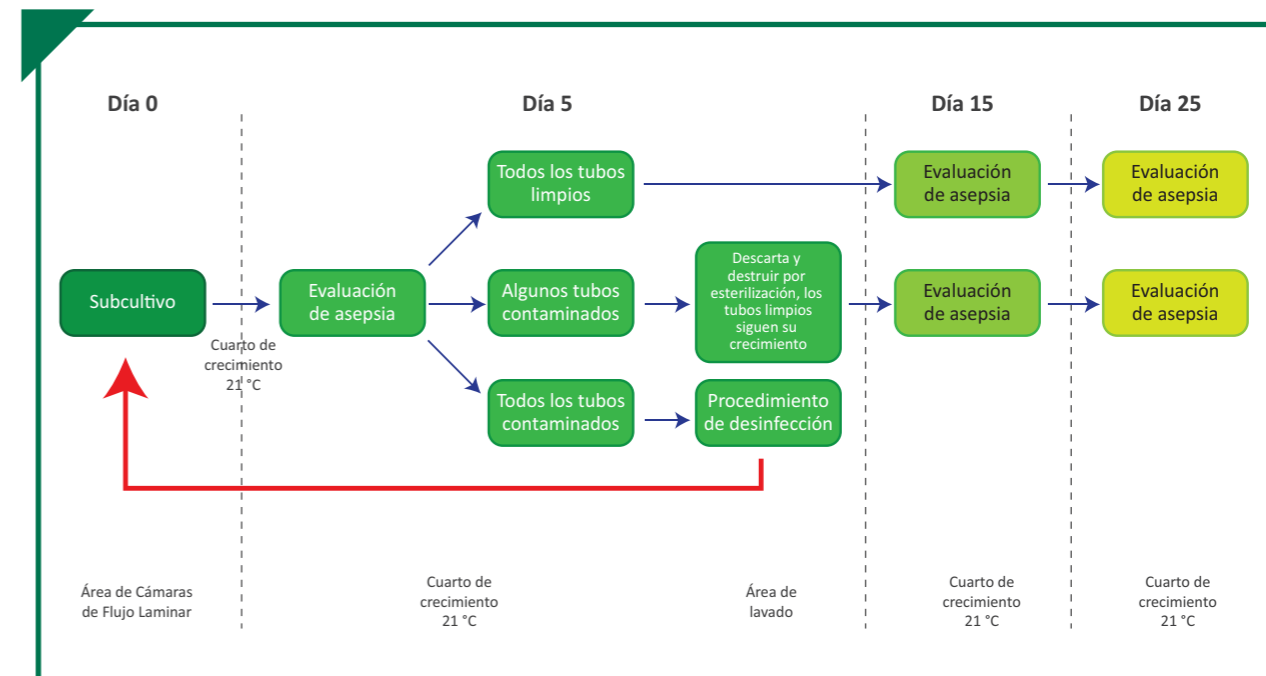 Día 0
Día 5
Día 15
Día 25
Todos los tubos
limpios
Evaluación
de asepsia
Evaluación
de asepsia
Subcultivo
Cuarto de
crecimiento
21 °C
Evaluación
de asepsia
Algunos tubos
contaminados
Descarta y
destruir por
esterilización, los
tubos limpios
siguen su
crecimiento
Evaluación
de asepsia
Evaluación
de asepsia
Todos los tubos
contaminados
Procedimiento
de desinfección
Área de Cámaras
de Flujo Laminar
Cuarto de
crecimiento
21 °C
Área de
lavado
Cuarto de
crecimiento
21 °C
Cuarto de
crecimiento
21 °C